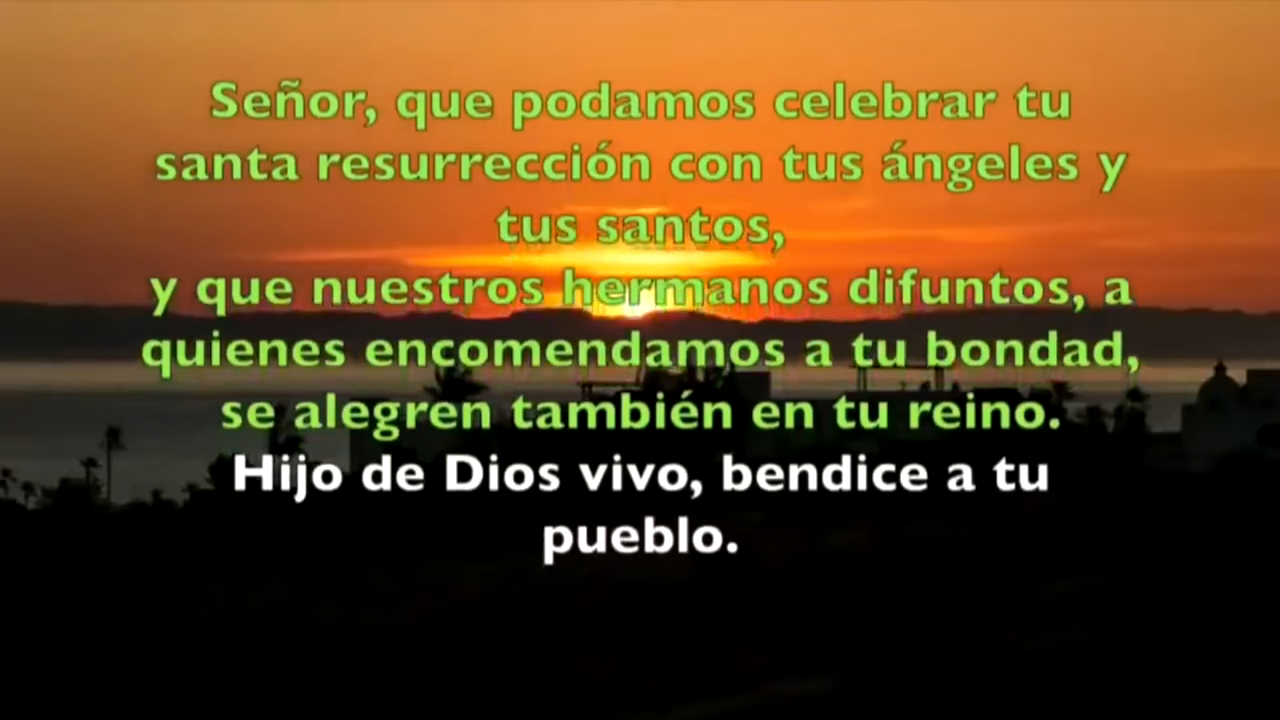 Señor, que podamos celebrar tu
santa resurrección con tus ángeles y
tus santos,
y que nuestros hermanos difuntos, a
quienes encomendamos a tu bondad,
se alegren también en tu reino.
Hijo de Dios vivo, bendice a tu
pueblo.